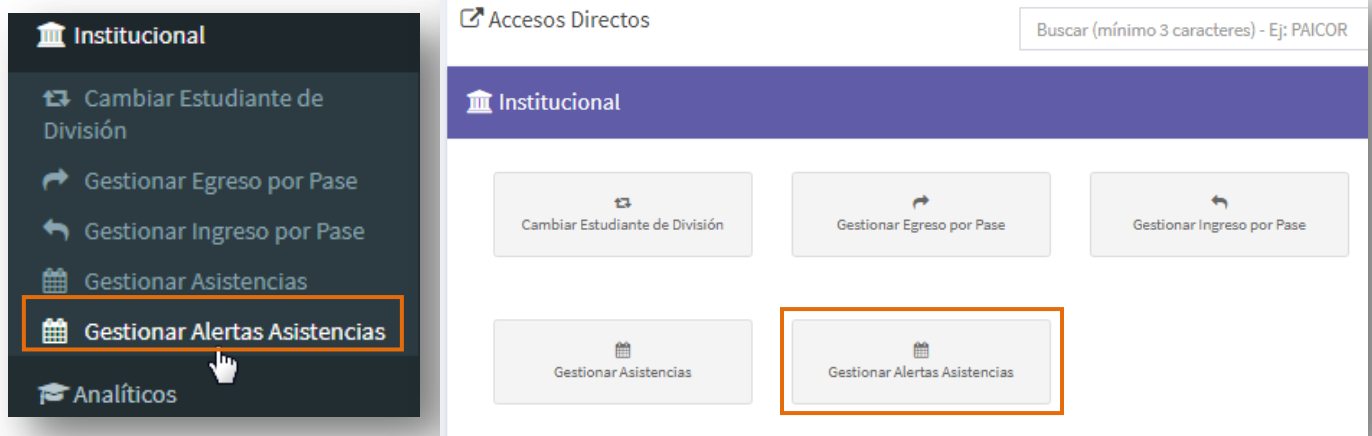 Institucional
Cambiar Estudiante de
División
Gestionar Egreso por Pase
Gestionar Ingreso por Pase
Gestionar Asistencias
Gestionar Alertas Asistencias
Analíticos
Accesos Directos
Buscar (mínimo 3 caracteres) - Ej: PAICOR
Institucional
Cambiar Estudiante de División
Gestionar Egreso por Pase
Gestionar Ingreso por Pase
Gestionar Asistencias
Gestionar Alertas Asistencias